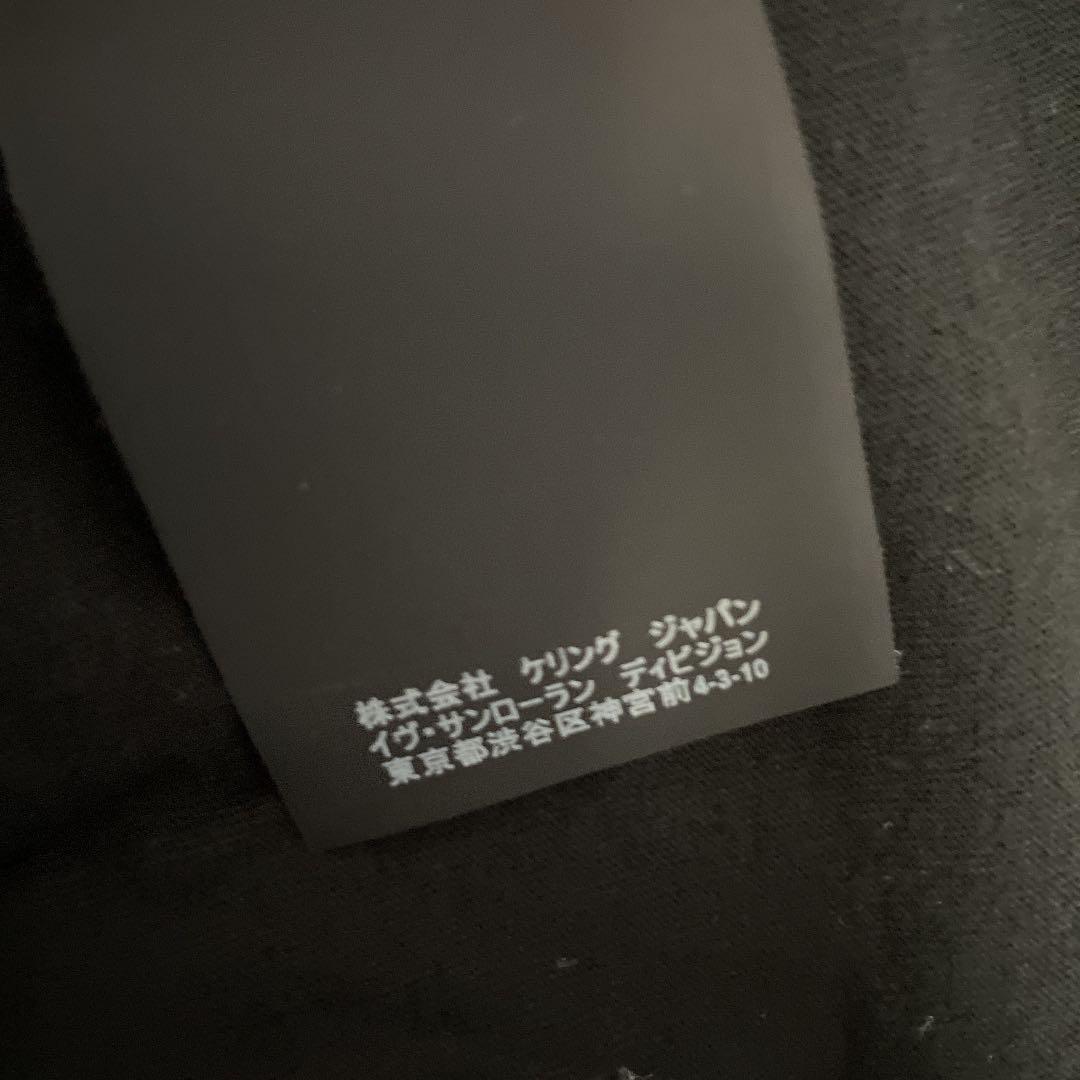 株式会社 ケリング ジャパン
イヴ・サンローラン ディビジョン
東京都渋谷区神宮前4-3-10